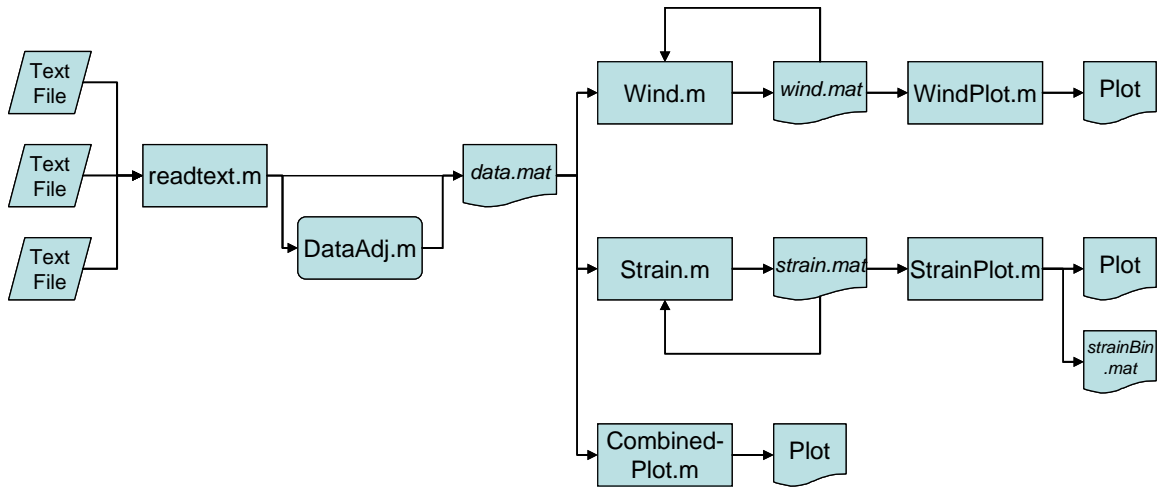 Text
File
Text
File
Text
File
readtext.m
DataAdj.m
data.mat
Wind.m
wind.mat
WindPlot.m
Plot
Strain.m
strain.mat
StrainPlot.m
Plot
strainBin
.mat
Combined-
Plot.m
Plot